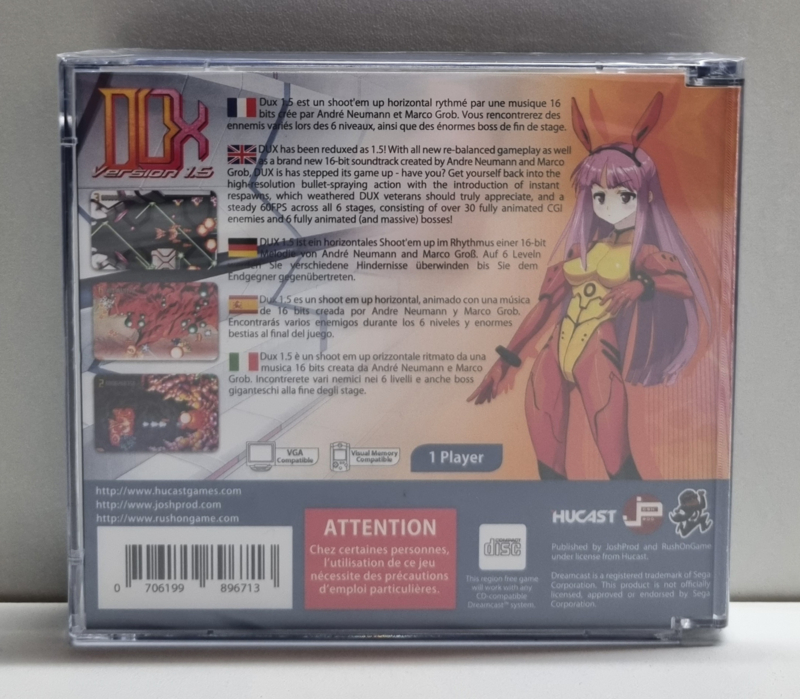 DUX
Version 1.5
Dux 1.5 est un shoot'em up horizontal rythmé par une musique 16
bits crée par André Neumann et Marco Grob. Vous rencontrerez des
ennemis variés lors des 6 niveaux, ainsi que des énormes boss de fin de stage.
DUX has been reduxed as 1.5! With all new re-balanced gameplay as well
as a brand new 16-bit soundtrack created by Andre Neumann and Marco
Grob, DUX is has stepped its game up - have you? Get yourself back into the
high-resolution bullet-spraying action with the introduction of instant
respawns, which weathered DUX veterans should truly appreciate, and a
steady 60FPS across all 6 stages, consisting of over 30 fully animated CGI
enemies and 6 fully animated (and massive) bosses!
DUX 1.5 ist ein horizontales Shoot'em up im Rhythmus einer 16-bit
Melodie von André Neumann and Marco Groß. Auf 6 Leveln
Sie verschiedene Hindernisse überwinden bis Sie dem
Endgegner gegenübertreten.
Dux 1.5 es un shoot em up horizontal, animado con una música
de 16 bits creada por Andre Neumann y Marco Grob.
Encontrarás varios enemigos durante los 6 niveles y enormes
bestias al final del juego.
Dux 1.5 è un shoot em up orizzontale ritmato da una
musica 16 bits creata da André Neumann e Marco
Grob. Incontrerete vari nemici nei 6 livelli e anche boss
giganteschi alla fine degli stage.
VGA
Compatible
Visual Memory
Compatible
1 Player
http://www.hucastgames.com
http://www.joshprod.com
http://www.rushongame.com
0 706199 896713
ATTENTION
Chez certaines personnes,
l'utilisation de ce jeu
nécessite des précautions
d'emploi particulières.
COMPACT
disc
This region free game
will work with any
CD-compatible
Dreamcast™ system.
HUCAST
Published by JoshProd and RushOnGame
under license from Hucast.
Dreamcast is a registered trademark of Sega
Corporation. This product is not officially
licensed, approved or endorsed by Sega
Corporation.